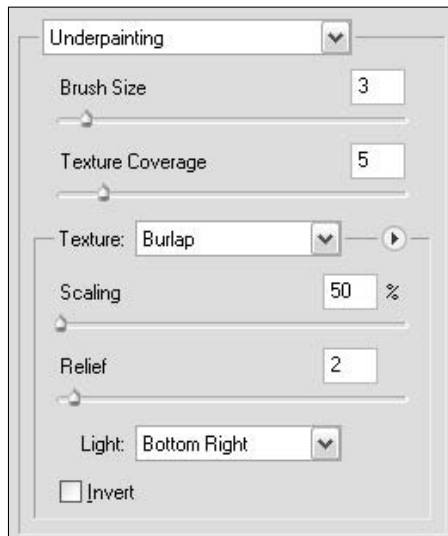 Underpainting
Brush Size 3
Texture Coverage 5
Texture: Burlap
Scaling 50 %
Relief 2
Light: Bottom Right
Invert